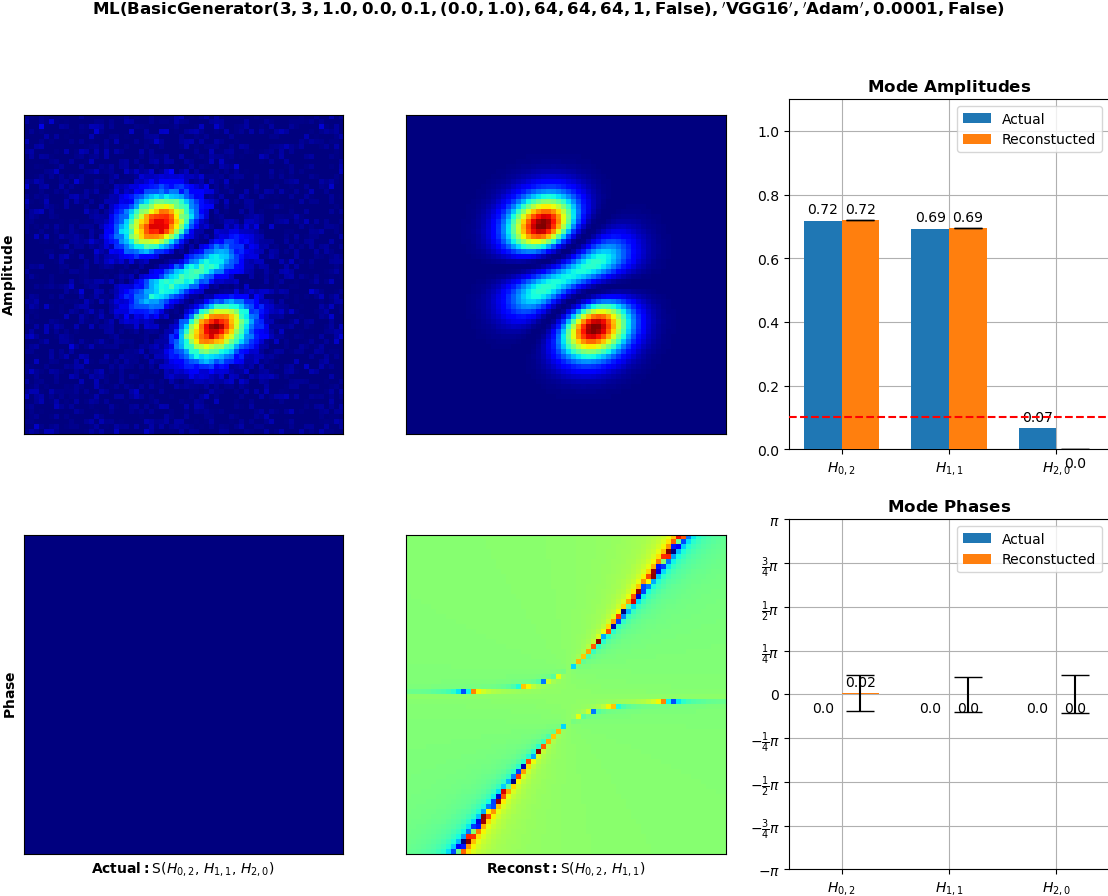 ML(BasicGenerator(3, 3, 1.0, 0.0, 0.1, (0.0, 1.0), 64, 64, 64, 1, False), ′VGG16′, ′Adam′, 0.0001, False)
Amplitude
Mode Amplitudes
Actual
Reconstucted
1.0
0.8
0.6
0.4
0.2
0.0
0.72 0.72
0.69 0.69
0.07
0.0
H0,2 H1,1 H2,0
Phase
Actual: S(H0,2, H1,1, H2,0)
Reconst: S(H0,2, H1,1)
Mode Phases
Actual
Reconstucted
π
3/4π
1/2π
1/4π
0
−1/4π
−1/2π
−3/4π
−π
0.0 0.02
0.0 0.0
0.0 0.0
H0,2 H1,1 H2,0